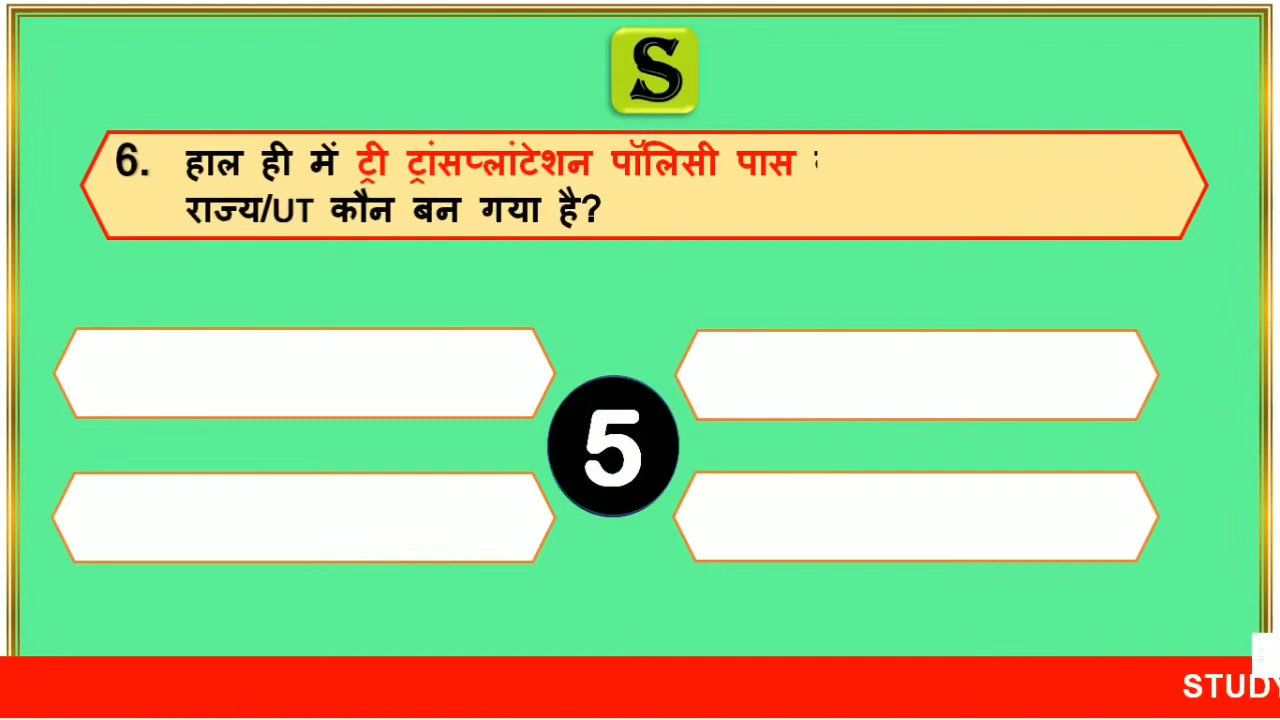 S
6. हाल ही में ट्री ट्रांसप्लांटेशन पॉलिसी पास
राज्य/UT कौन बन गया है?
5
STUDY